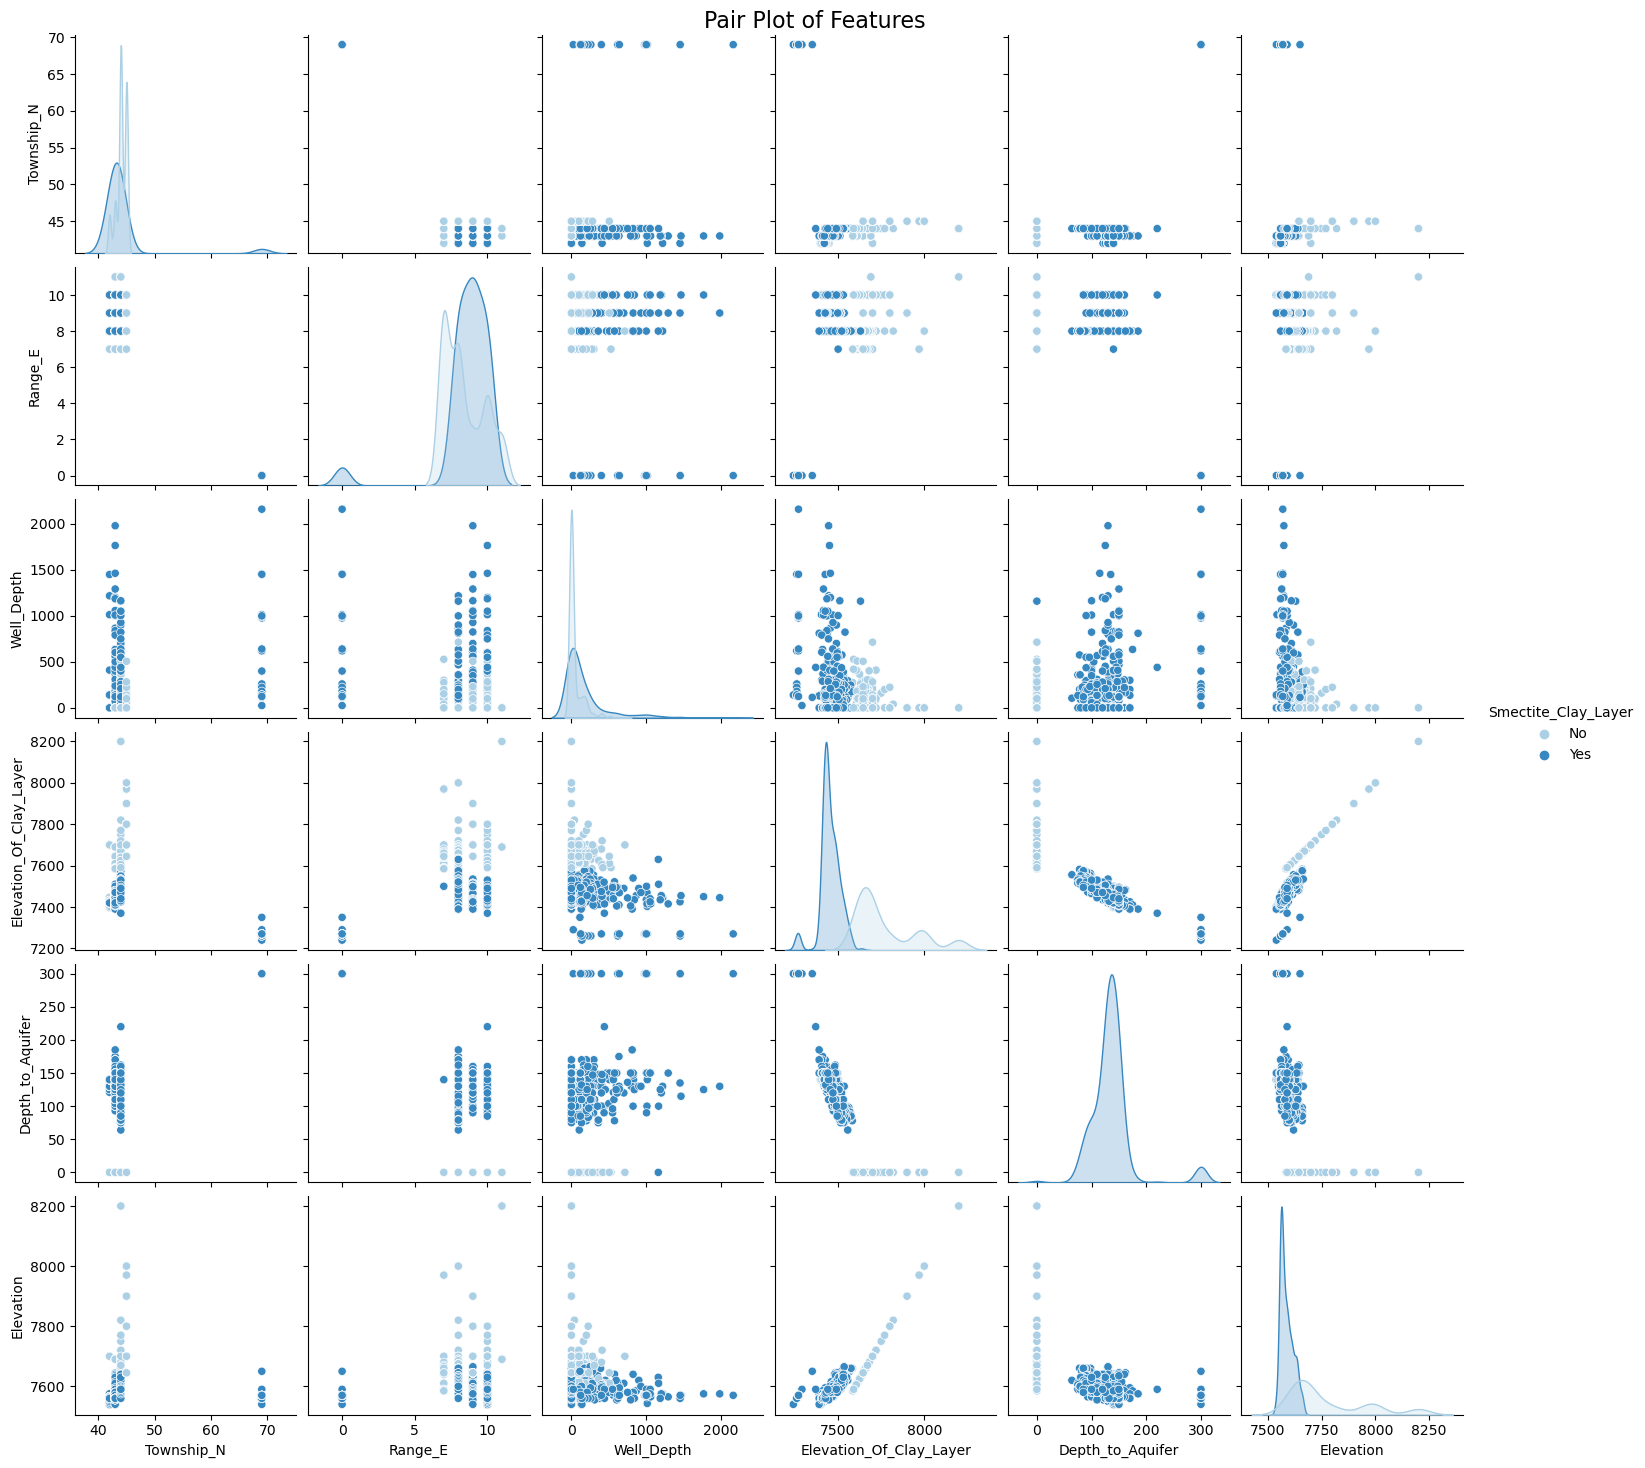 Pair Plot of Features
70
65
60
55
50
45
Township_N
10
8
6
4
2
0
Range_E
2000
1500
1000
500
0
Well_Depth
Smectite_Clay_Layer
No
Yes
8200
8000
7800
7600
7400
7200
Elevation_Of_Clay_Layer
300
250
200
150
100
50
0
Depth_to_Aquifer
8200
8000
7800
7600
Elevation
40 50 60 70 0 5 10 0 1000 2000 7500 8000 0 100 200 300 7500 7750 8000 8250
Township_N Range_E Well_Depth Elevation_Of_Clay_Layer Depth_to_Aquifer Elevation